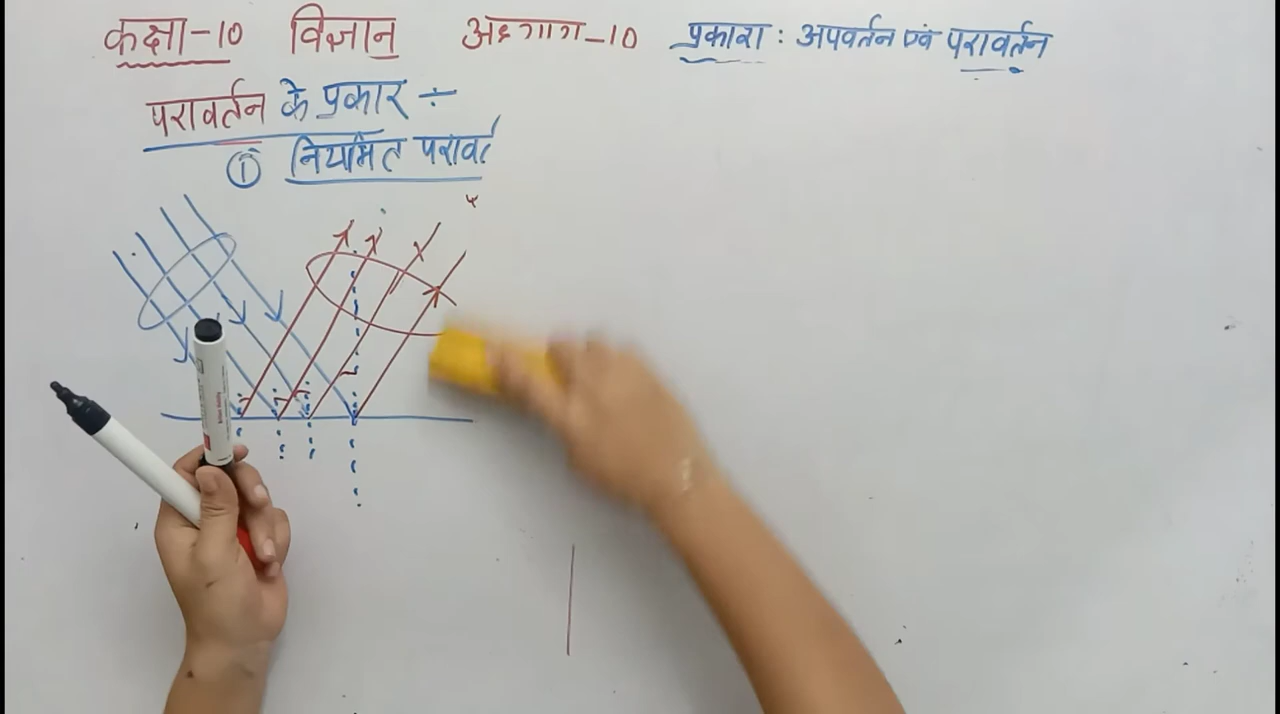 कक्षा-10 विज्ञान अध्याय-10 प्रकाश : अपवर्तन एवं परावर्तन
परावर्तन के प्रकार ÷
① नियमित परावर्त